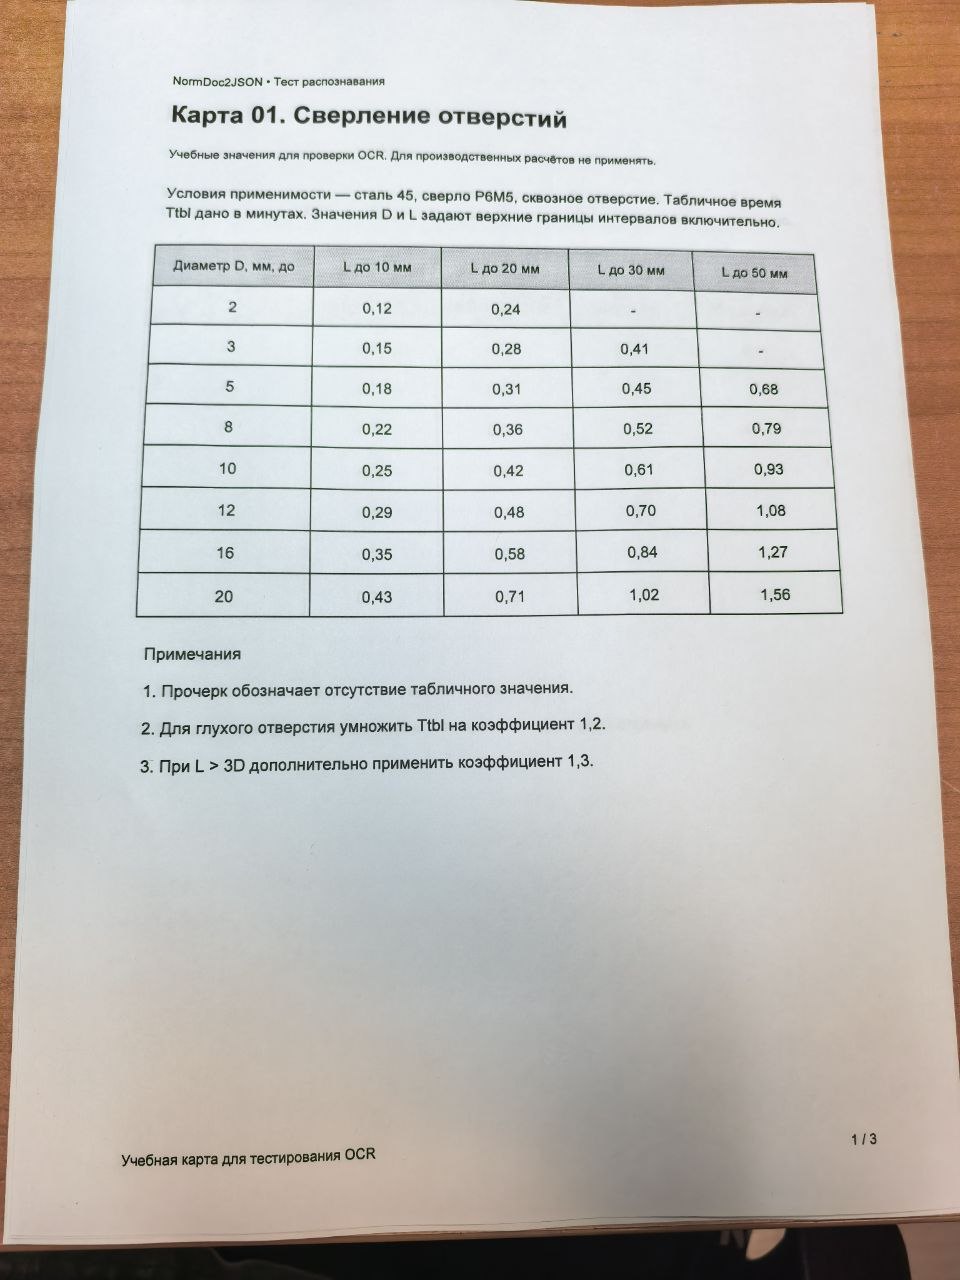 NormDoc2JSON • Тест распознавания
Карта 01. Сверление отверстий
Учебные значения для проверки OCR. Для производственных расчётов не применять.
Условия применимости — сталь 45, сверло Р6М5, сквозное отверстие. Табличное время
Ttbl дано в минутах. Значения D и L задают верхние границы интервалов включительно.
Диаметр D, мм, до L до 10 мм L до 20 мм L до 30 мм L до 50 мм
2 0,12 0,24 - -
3 0,15 0,28 0,41 -
5 0,18 0,31 0,45 0,68
8 0,22 0,36 0,52 0,79
10 0,25 0,42 0,61 0,93
12 0,29 0,48 0,70 1,08
16 0,35 0,58 0,84 1,27
20 0,43 0,71 1,02 1,56
Примечания
1. Прочерк обозначает отсутствие табличного значения.
2. Для глухого отверстия умножить Ttbl на коэффициент 1,2.
3. При L > 3D дополнительно применить коэффициент 1,3.
Учебная карта для тестирования OCR
1 / 3